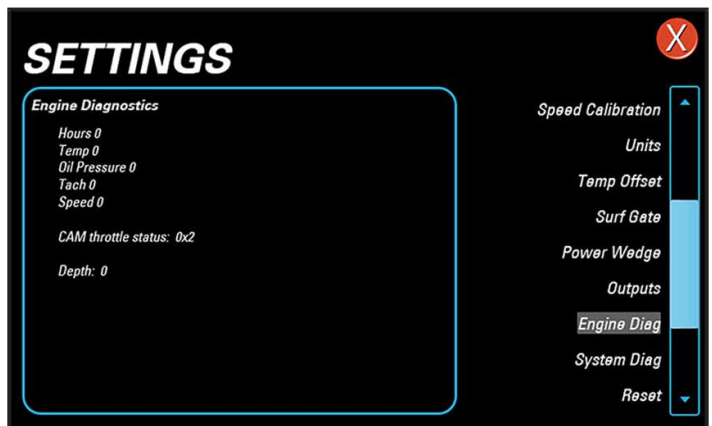 SETTINGS
X
Engine Diagnostics
Hours 0
Temp 0
Oil Pressure 0
Tach 0
Speed 0
CAM throttle status: 0x2
Depth: 0
Speed Calibration
Units
Temp Offset
Surf Gate
Power Wedge
Outputs
Engine Diag
System Diag
Reset